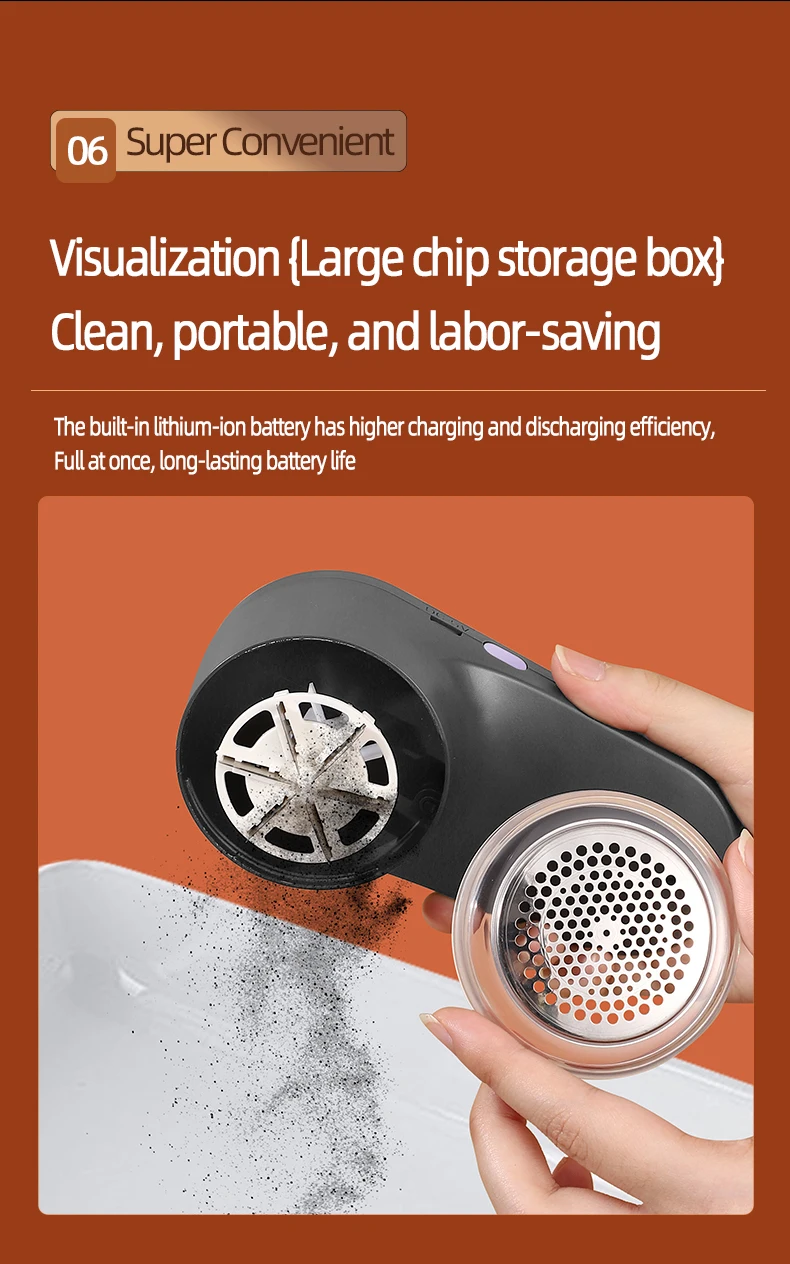 06 Super Convenient
Visualization {Large chip storage box}
Clean, portable, and labor-saving
The built-in lithium-ion battery has higher charging and discharging efficiency,
Full at once, long-lasting battery life